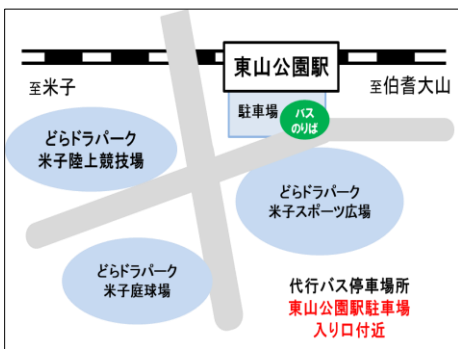 東山公園駅
至米子
至伯耆大山
駐車場
バス
のりば
どらドラパーク
米子陸上競技場
どらドラパーク
米子スポーツ広場
どらドラパーク
米子庭球場
代行バス停車場所
東山公園駅駐車場
入り口付近